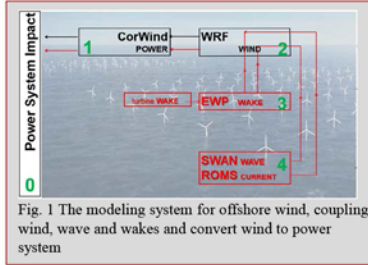 Power System Impact
0
CorWind
POWER
1
WRF
WIND
2
turbine WAKE
EWP WAKE
3
SWAN WAVE
ROMS CURRENT
4
Fig. 1 The modeling system for offshore wind, coupling
wind, wave and wakes and convert wind to power
system